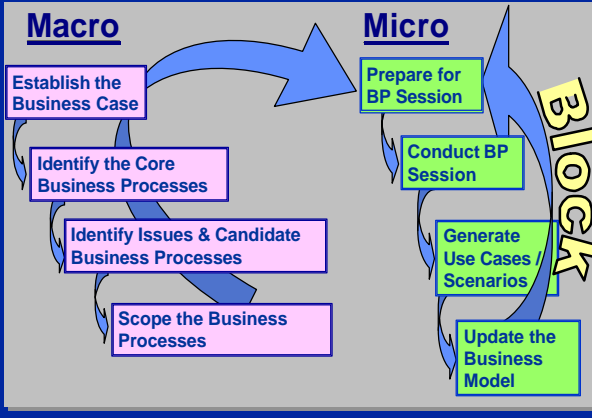 Macro
Establish the
Business Case
Identify the Core
Business Processes
Identify Issues & Candidate
Business Processes
Scope the Business
Processes
Micro
Prepare for
BP Session
Conduct BP
Session
Generate
Use Cases /
Scenarios
Update the
Business
Model
Block